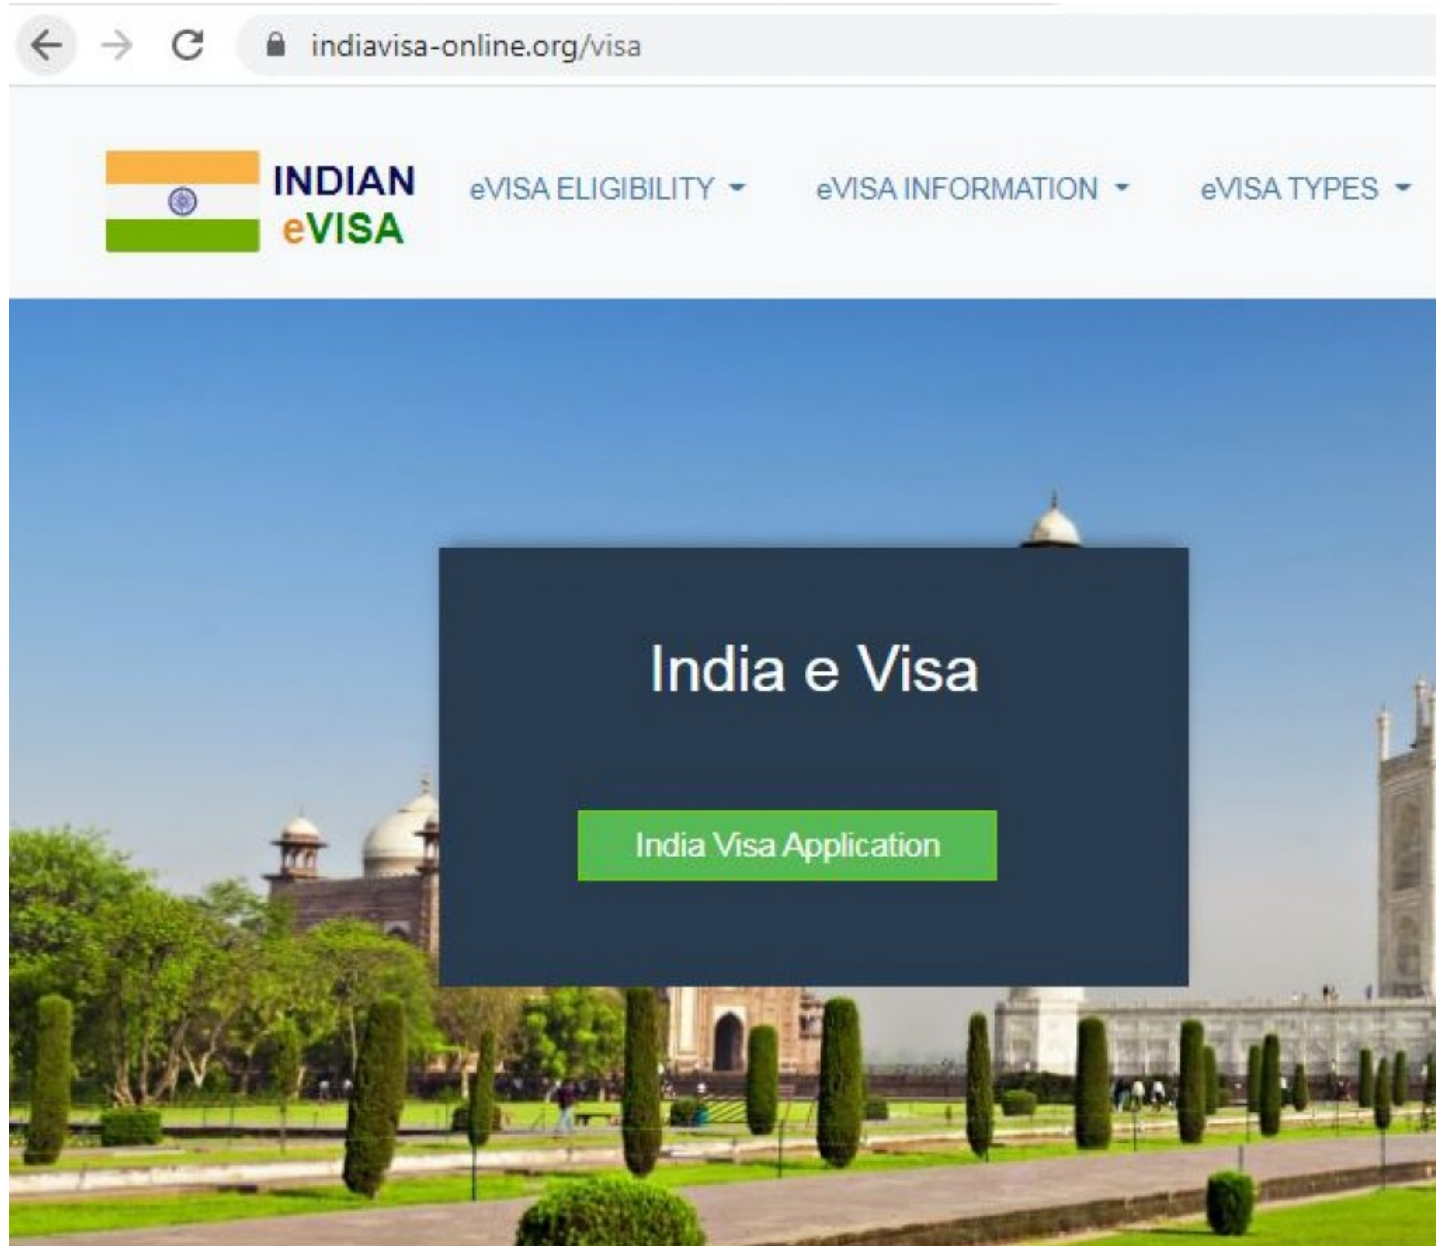 indiavisa-online.org/visa
INDIAN
eVISA
eVISA ELIGIBILITY
eVISA INFORMATION
eVISA TYPES
India e Visa
India Visa Application